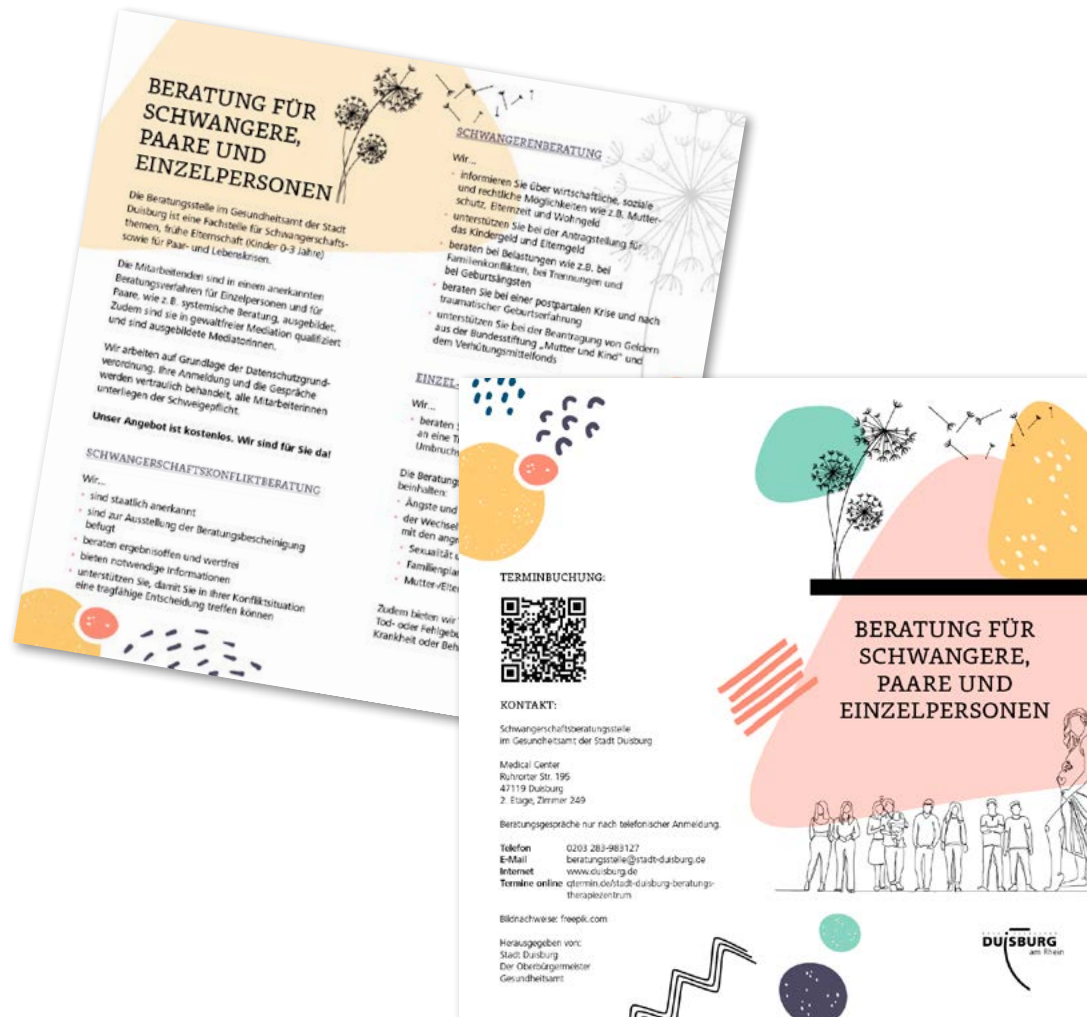 BERATUNG FÜR
SCHWANGERE,
PAARE UND
EINZELPERSONEN
Die Beratungsstelle im Gesundheitsamt der Stadt
Duisburg ist eine Fachstelle für Schwangerschafts-
themen, frühe Elternschaft (Kinder 0-3 Jahre)
sowie für Paar- und Lebenskrisen.
Die Mitarbeitenden sind in einem anerkannten
Beratungsverfahren für Einzelpersonen und für
Paare, wie z.B. systemische Beratung, ausgebildet.
Zudem sind sie in gewaltfreier Mediation qualifiziert
und sind ausgebildete Mediatorinnen.
Wir arbeiten auf Grundlage der Datenschutzgrund-
verordnung. Ihre Anmeldung und die Gespräche
werden vertraulich behandelt, alle Mitarbeiterinnen
unterliegen der Schweigepflicht.
Unser Angebot ist kostenlos. Wir sind für Sie da!
SCHWANGERSCHAFTSKONFLIKTBERATUNG
Wir...
• sind staatlich anerkannt
• sind zur Ausstellung der Beratungsbescheinigung
befugt
• beraten ergebnisoffen und wertfrei
• bieten notwendige Informationen
• unterstützen Sie, damit Sie in Ihrer Konfliktsituation
eine tragfähige Entscheidung treffen können
SCHWANGERENBERATUNG
Wir...
• informieren Sie über wirtschaftliche, soziale
und rechtliche Möglichkeiten wie z.B. Mutter-
schutz, Elternzeit und Wohngeld
• unterstützen Sie bei der Antragstellung für
das Kindergeld und Elterngeld
• beraten bei Belastungen wie z.B. bei
Familienkonflikten, bei Trennungen und
bei Geburtsängsten
• beraten Sie bei einer postpartalen Krise und nach
traumatischer Geburtserfahrung
• unterstützen Sie bei der Beantragung von Geldern
aus der Bundesstiftung „Mutter und Kind" und
dem Verhütungsmittelfonds
EINZEL-
Wir...
• beraten
an eine
Umbruchs
Die Beratung
beinhalten:
• Ängste und
• der Wechsel
mit den
• Sexualität
• Familien
• Mutter-/
Zudem bieten wir
Tod- oder
Krankheit oder
TERMINBUCHUNG:
KONTAKT:
Schwangerschaftsberatungsstelle
im Gesundheitsamt der Stadt Duisburg
Medical Center
Ruhrorter Str. 195
47119 Duisburg
2. Etage, Zimmer 249
Beratungsgespräche nur nach telefonischer Anmeldung.
Telefon 0203 283-983127
E-Mail beratungsstelle@stadt-duisburg.de
Internet www.duisburg.de
Termine online qtermin.de/stadt-duisburg-beratungs-
therapiezentrum
Bildnachweise: freepik.com
Herausgegeben von:
Stadt Duisburg
Der Oberbürgermeister
Gesundheitsamt
BERATUNG FÜR
SCHWANGERE,
PAARE UND
EINZELPERSONEN
DUISBURG
am Rhein